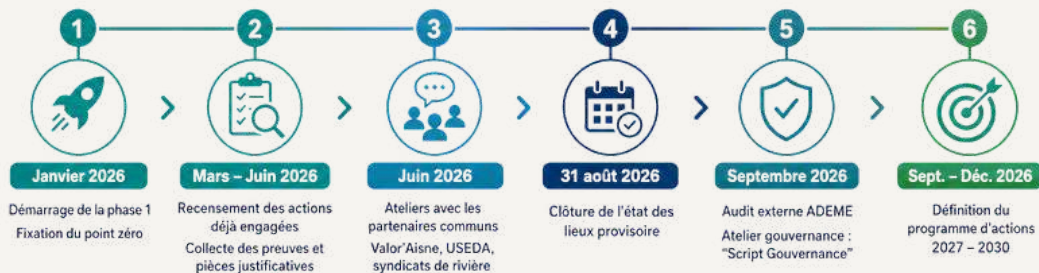 1
2
3
4
5
6
Janvier 2026
Démarrage de la phase 1
Fixation du point zéro
Mars – Juin 2026
Recensement des actions
déjà engagées
Collecte des preuves et
pièces justificatives
Juin 2026
Ateliers avec les
partenaires communs
Valor'Aisne, USEDA,
syndicats de rivière
31 août 2026
Clôture de l'état des
lieux provisoire
Septembre 2026
Audit externe ADEME
Atelier gouvernance :
"Script Gouvernance"
Sept. – Déc. 2026
Définition du
programme d'actions
2027 – 2030